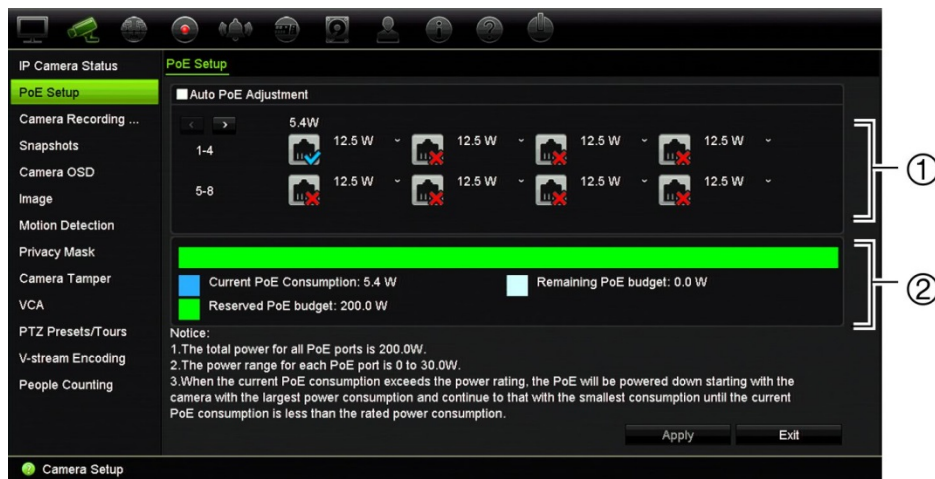 IP Camera Status
PoE Setup
Camera Recording ...
Snapshots
Camera OSD
Image
Motion Detection
Privacy Mask
Camera Tamper
VCA
PTZ Presets/Tours
V-stream Encoding
People Counting
PoE Setup
Auto PoE Adjustment
< >
5.4W
1-4 12.5 W 12.5 W 12.5 W 12.5 W
5-8 12.5 W 12.5 W 12.5 W 12.5 W
①
Current PoE Consumption: 5.4 W Remaining PoE budget: 0.0 W
Reserved PoE budget: 200.0 W
②
Notice:
1.The total power for all PoE ports is 200.0W.
2.The power range for each PoE port is 0 to 30.0W.
3.When the current PoE consumption exceeds the power rating, the PoE will be powered down starting with the
camera with the largest power consumption and continue to that with the smallest consumption until the current
PoE consumption is less than the rated power consumption.
Apply Exit
Camera Setup